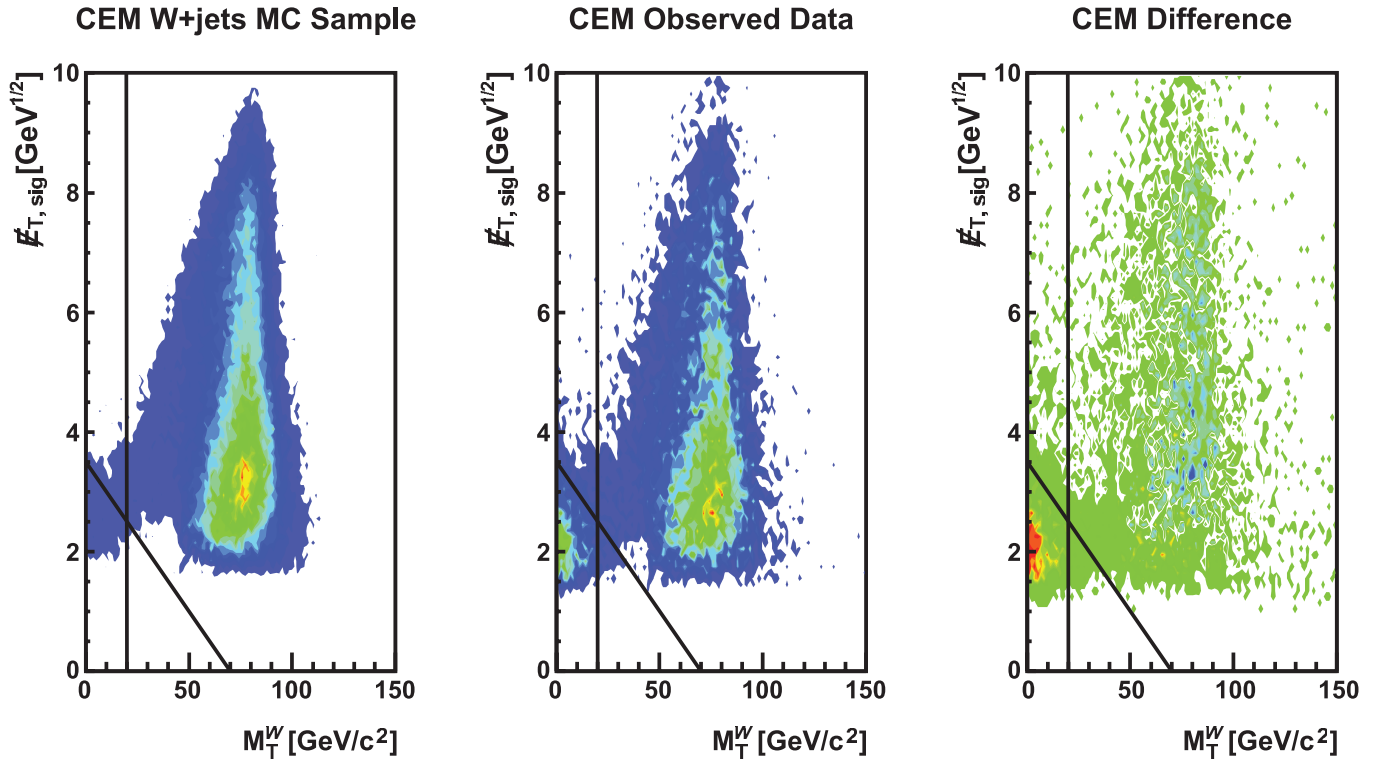 CEM W+jets MC Sample
CEM Observed Data
CEM Difference
E̸T, sig[GeV1/2]
10
8
6
4
2
0
0 50 100 150
MTW [GeV/c2]
E̸T, sig[GeV1/2]
10
8
6
4
2
0
0 50 100 150
MTW [GeV/c2]
E̸T, sig[GeV1/2]
10
8
6
4
2
0
0 50 100 150
MTW [GeV/c2]